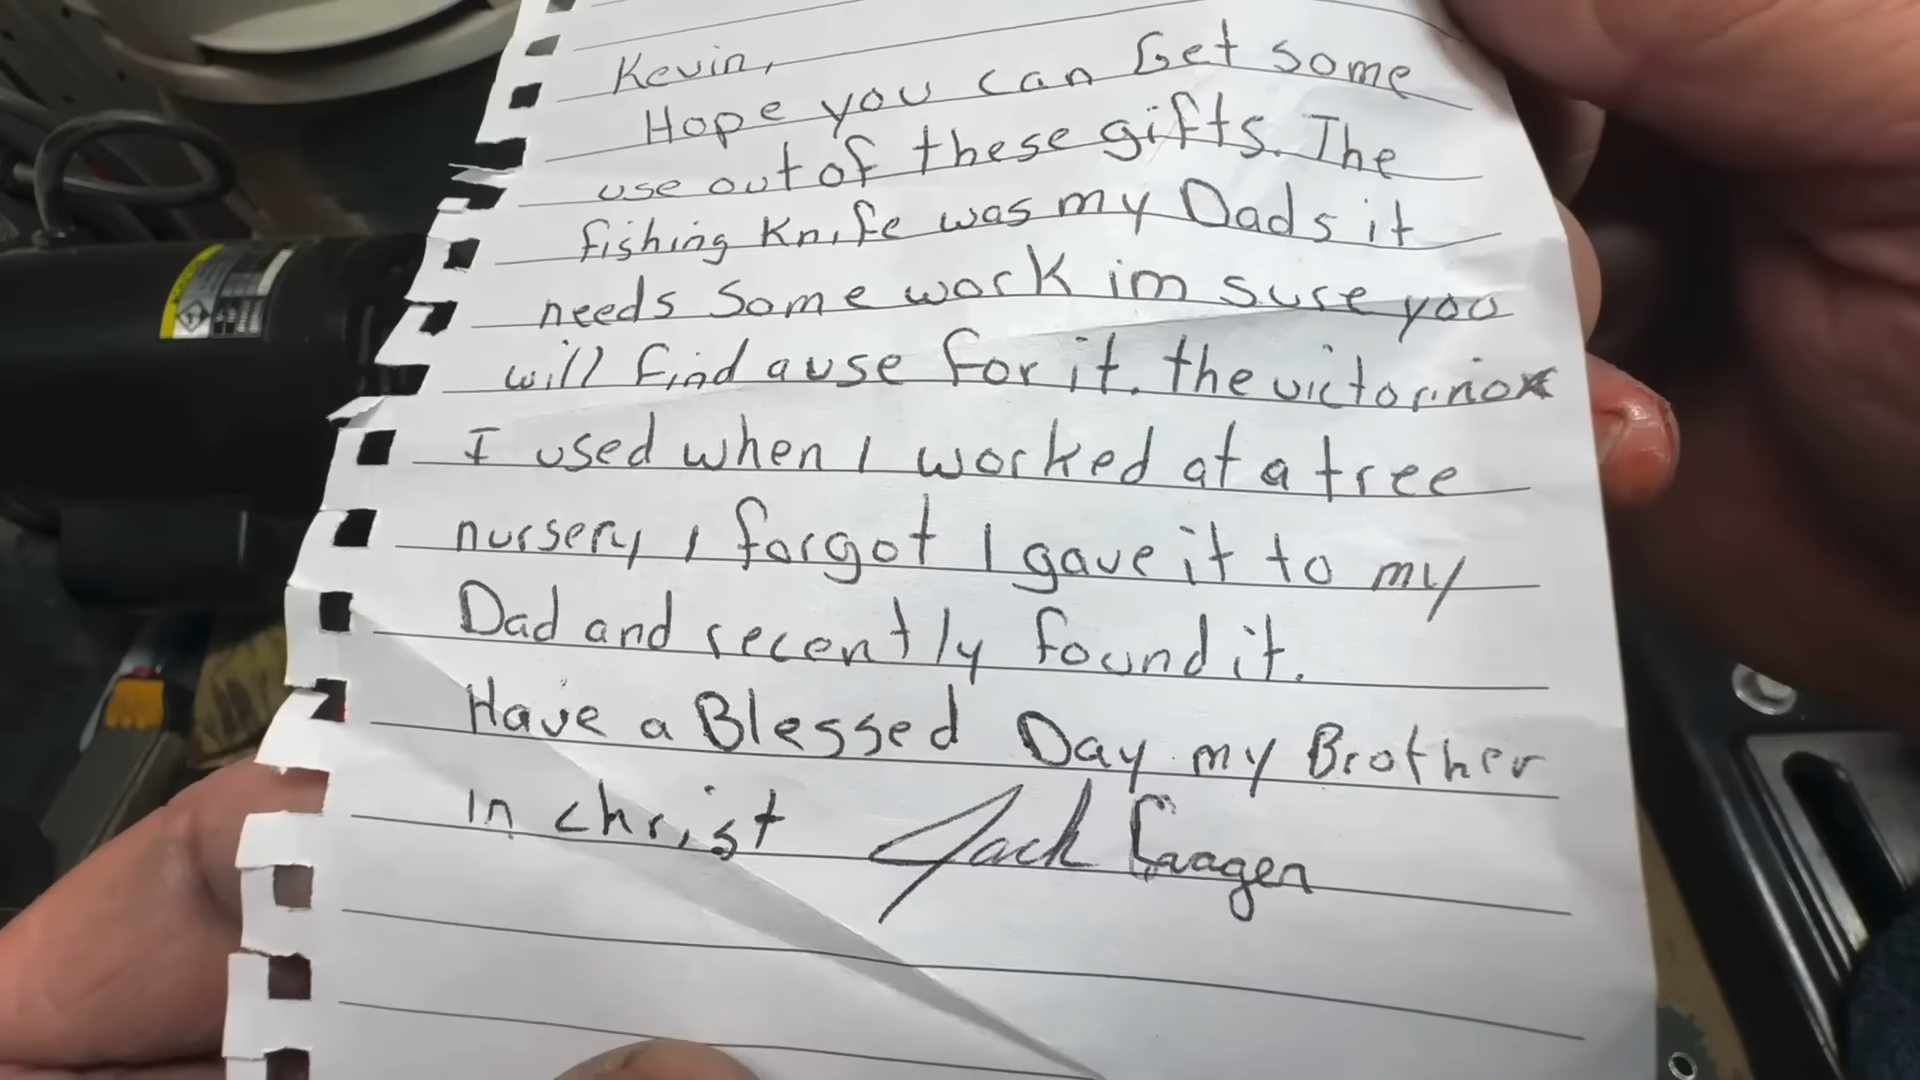 Kevin,
Hope you can Get some
use out of these gifts. The
fishing Knife was my Dads it
needs Some work im sure you
will find a use for it. the victorinox
I used when I worked at a tree
nursery I forgot I gave it to my
Dad and recently found it.
Have a Blessed Day my Brother
in christ Jack